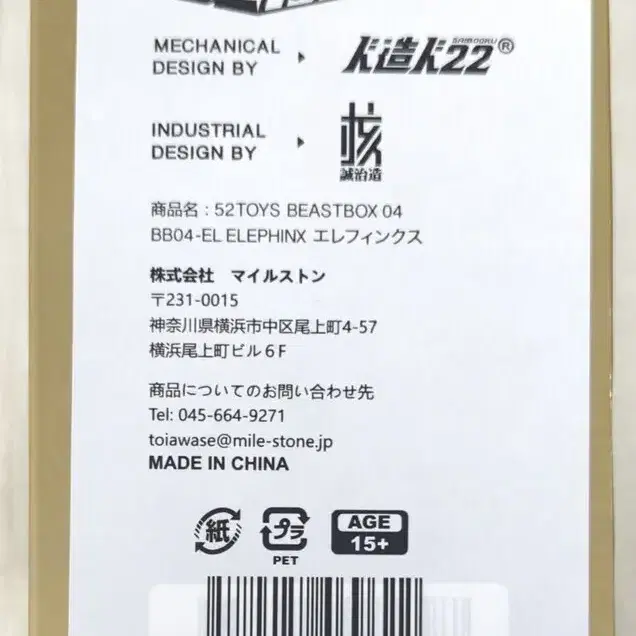 MECHANICAL
DESIGN BY
SAIBOGKU
人造人22®
INDUSTRIAL
DESIGN BY
誠治造
商品名 : 52TOYS BEASTBOX 04
BB04-EL ELEPHINX エレフィンクス
株式会社 マイルストン
〒231-0015
神奈川県横浜市中区尾上町4-57
横浜尾上町ビル６F
商品についてのお問い合わせ先
Tel: 045-664-9271
toiawase@mile-stone.jp
MADE IN CHINA
紙
プラ
PET
AGE
15+